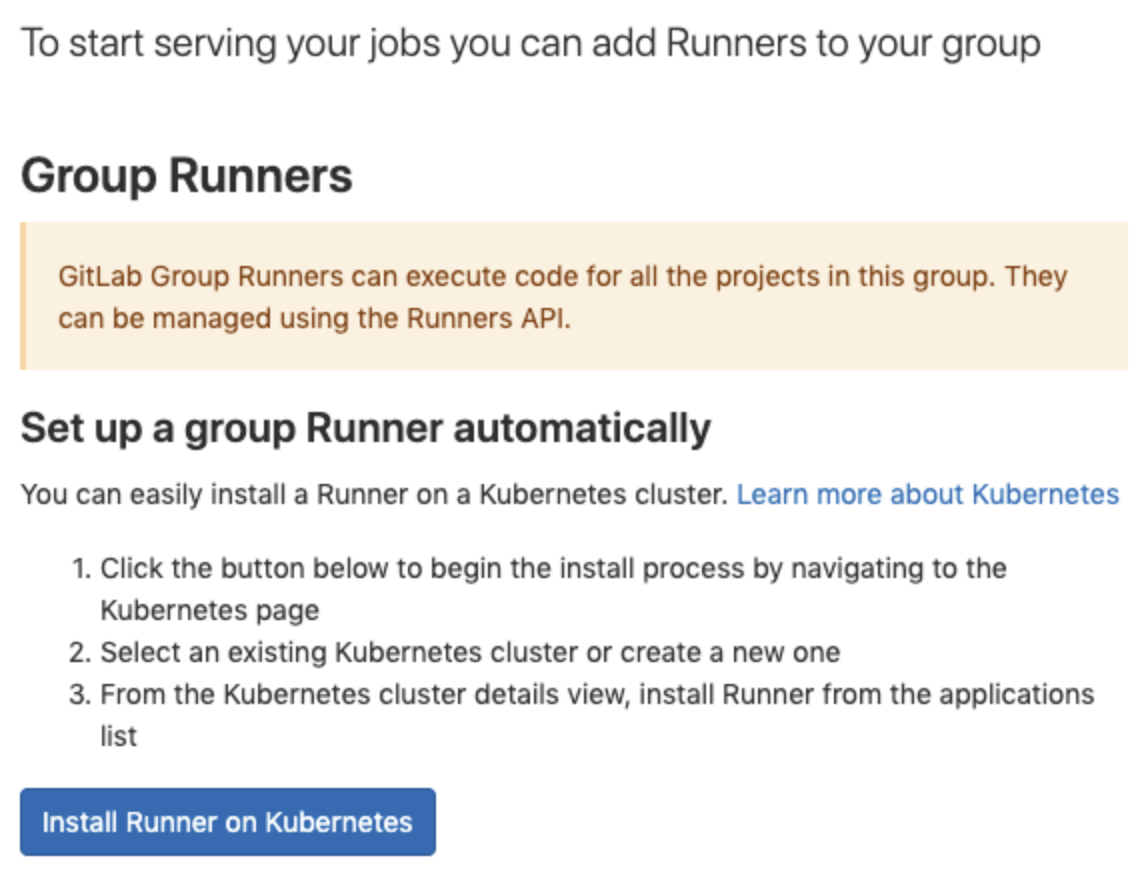 To start serving your jobs you can add Runners to your group
Group Runners
GitLab Group Runners can execute code for all the projects in this group. They
can be managed using the Runners API.
Set up a group Runner automatically
You can easily install a Runner on a Kubernetes cluster. Learn more about Kubernetes
1. Click the button below to begin the install process by navigating to the
Kubernetes page
2. Select an existing Kubernetes cluster or create a new one
3. From the Kubernetes cluster details view, install Runner from the applications
list
Install Runner on Kubernetes